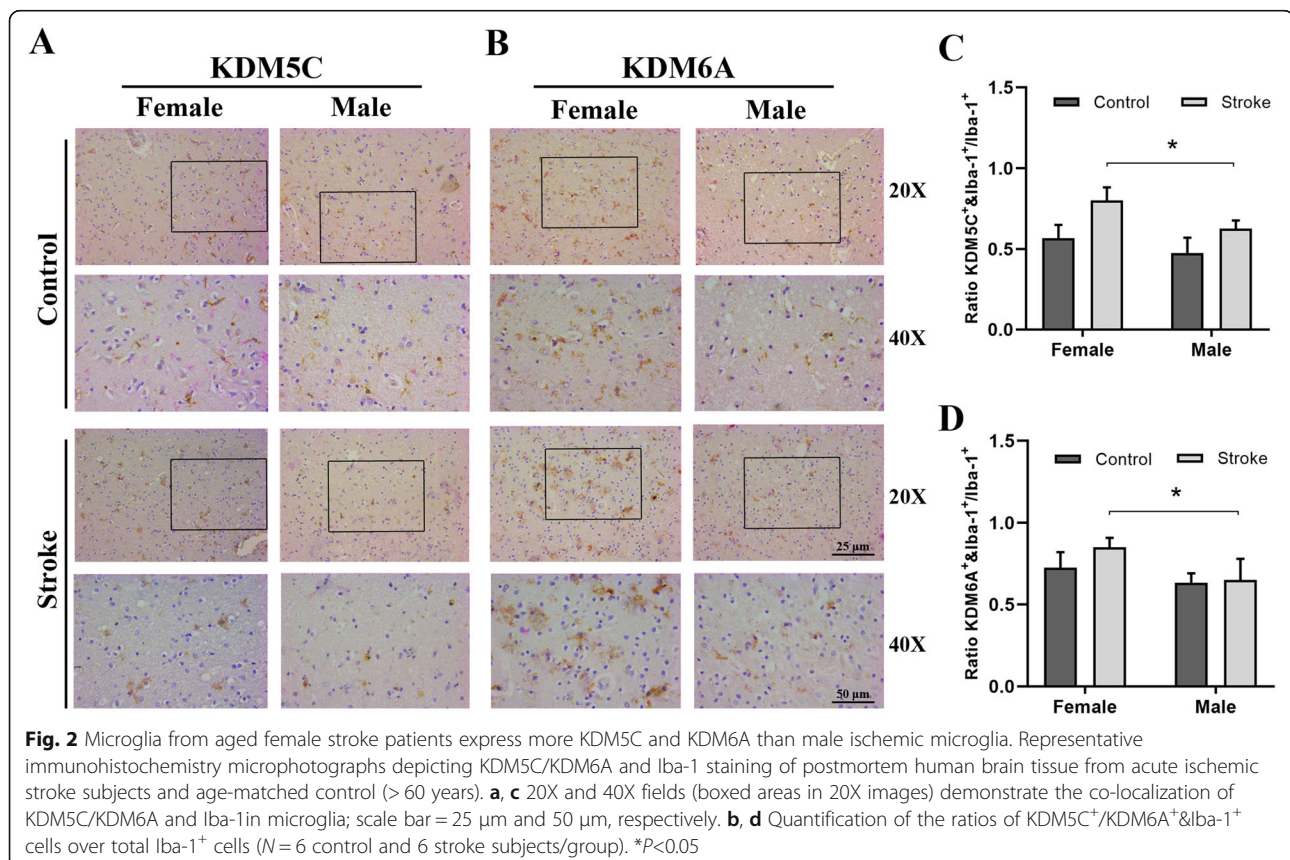 A
B
C
KDM5C
KDM6A
Female
Male
Female
Male
Control
Stroke
20X
40X
20X
40X
25 µm
50 µm
Ratio KDM5C⁺&Iba-1⁺/Iba-1⁺
1.5
1.0
0.5
0.0
Control
Stroke
*
Female
Male
D
Ratio KDM6A⁺&Iba-1⁺/Iba-1⁺
1.5
1.0
0.5
0.0
Control
Stroke
*
Female
Male
Fig. 2 Microglia from aged female stroke patients express more KDM5C and KDM6A than male ischemic microglia. Representative
immunohistochemistry microphotographs depicting KDM5C/KDM6A and Iba-1 staining of postmortem human brain tissue from acute ischemic
stroke subjects and age-matched control (> 60 years). a, c 20X and 40X fields (boxed areas in 20X images) demonstrate the co-localization of
KDM5C/KDM6A and Iba-1in microglia; scale bar = 25 µm and 50 µm, respectively. b, d Quantification of the ratios of KDM5C⁺/KDM6A⁺&Iba-1⁺
cells over total Iba-1⁺ cells (N = 6 control and 6 stroke subjects/group). *P<0.05